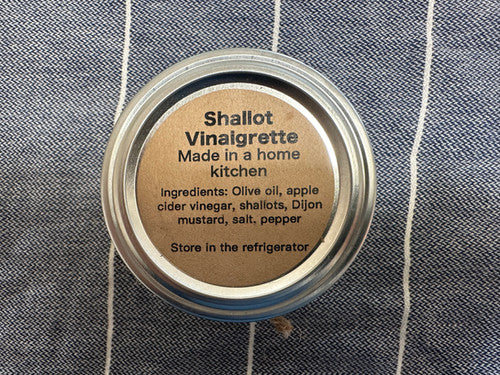 Shallot
Vinaigrette
Made in a home
kitchen
Ingredients: Olive oil, apple
cider vinegar, shallots, Dijon
mustard, salt, pepper
Store in the refrigerator